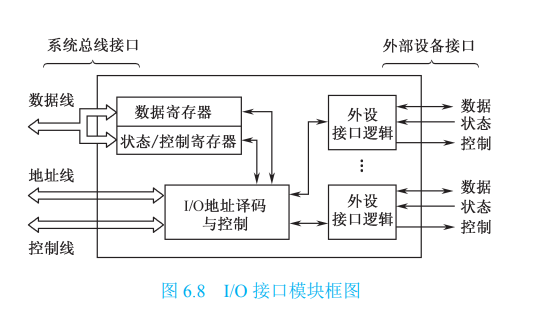 系统总线接口
外部设备接口
数据线
数据寄存器
状态/控制寄存器
外设
接口逻辑
数据
状态
控制
地址线
I/O地址译码
与控制
⋮
外设
接口逻辑
数据
状态
控制
控制线
图 6.8 I/O 接口模块框图